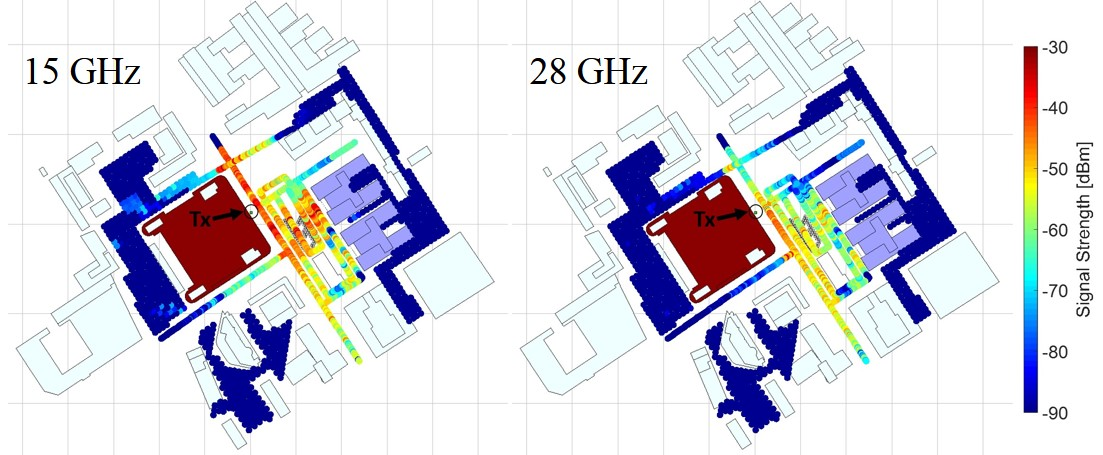 15 GHz
28 GHz
Tx
Tx
-30
-40
-50
-60
-70
-80
-90
Signal Strength [dBm]